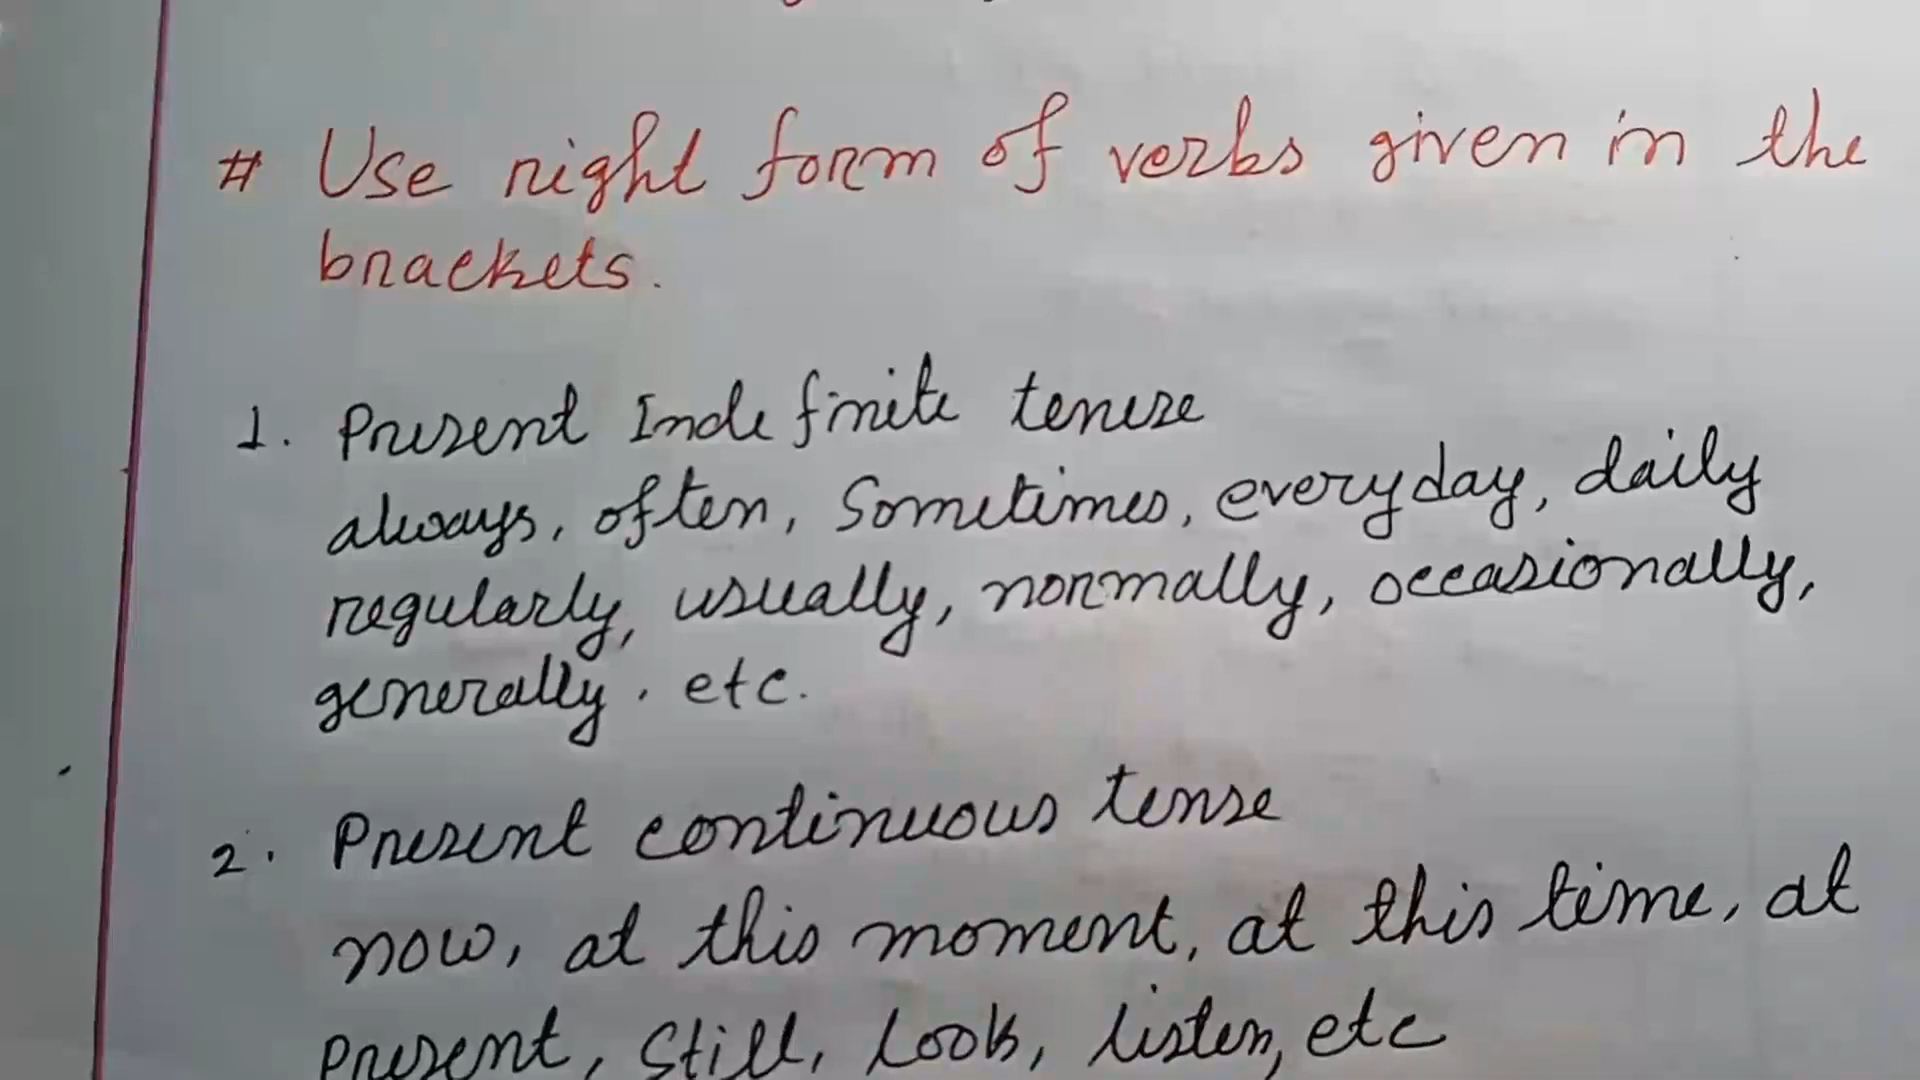 # Use right form of verbs given in the
brackets.
1. Present Indefinite tense
always, often, Sometimes, everyday, daily
regularly, usually, normally, occasionally,
generally. etc.
2. Present continuous tense
now, at this moment, at this time, at
present, still, look, listen, etc